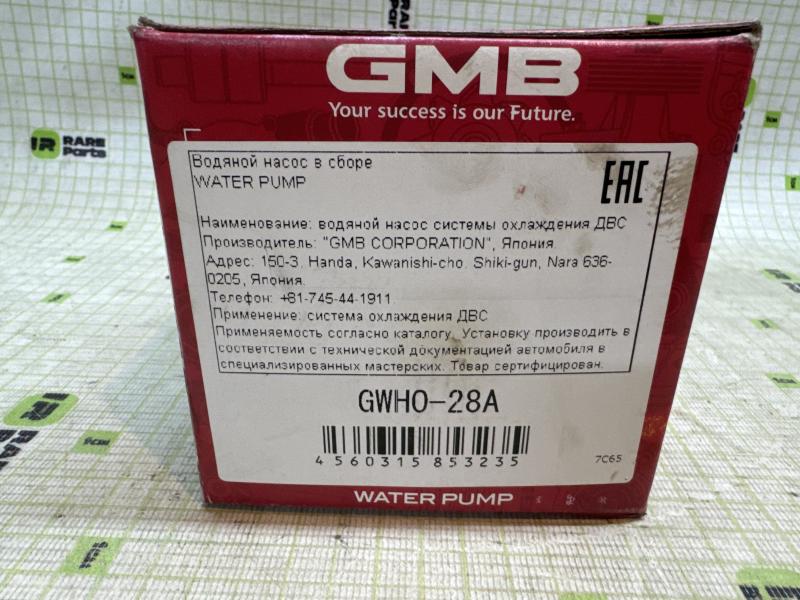 GMB
Your success is our Future.
Водяной насос в сборе
WATER PUMP
EAC
Наименование: водяной насос системы охлаждения ДВС
Производитель: "GMB CORPORATION", Япония.
Адрес: 150-3, Handa, Kawanishi-cho, Shiki-gun, Nara 636-
0205, Япония.
Телефон: +81-745-44-1911
Применение: система охлаждения ДВС
Применяемость согласно каталогу. Установку производить в
соответствии с технической документацией автомобиля в
специализированных мастерских. Товар сертифицирован.
GWHO-28A
4560315 853235
7C65
WATER PUMP
RARE
Parts
RARE
Parts